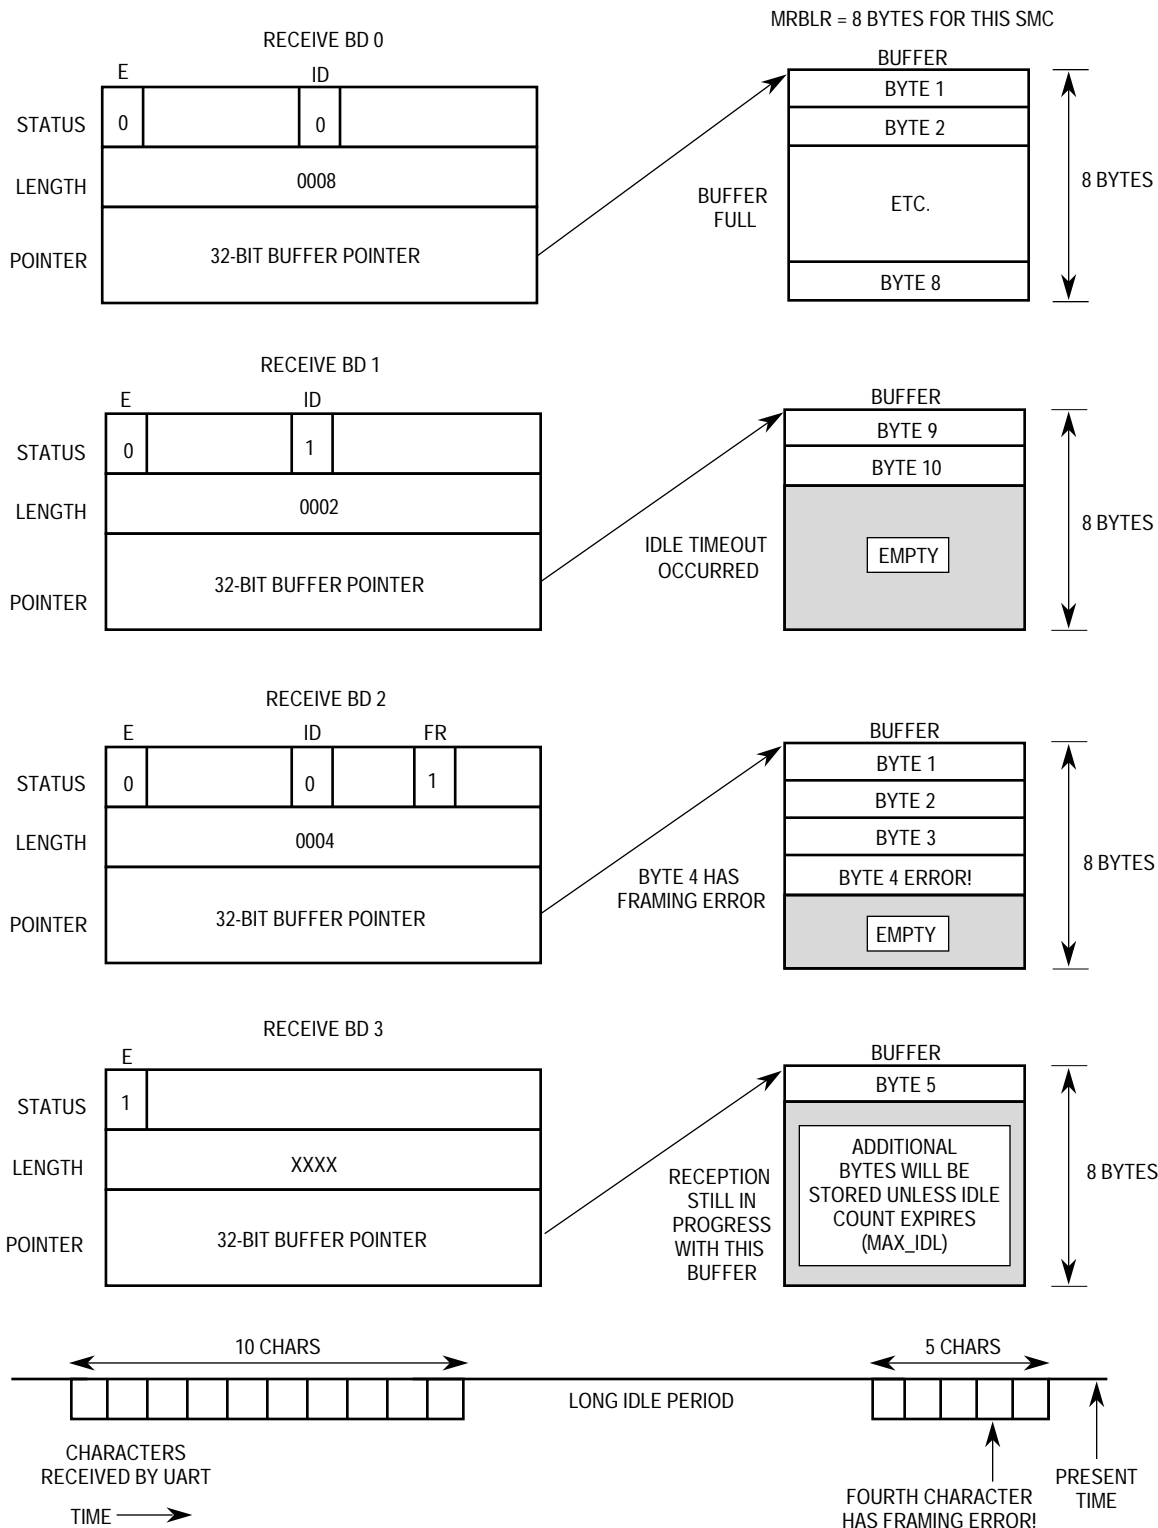 MRBLR = 8 BYTES FOR THIS SMC
RECEIVE BD 0
E ID
STATUS 0 0
LENGTH 0008
POINTER 32-BIT BUFFER POINTER
BUFFER
FULL
BUFFER
BYTE 1
BYTE 2
ETC.
BYTE 8
8 BYTES
RECEIVE BD 1
E ID
STATUS 0 1
LENGTH 0002
POINTER 32-BIT BUFFER POINTER
IDLE TIMEOUT
OCCURRED
BUFFER
BYTE 9
BYTE 10
EMPTY
8 BYTES
RECEIVE BD 2
E ID FR
STATUS 0 0 1
LENGTH 0004
POINTER 32-BIT BUFFER POINTER
BYTE 4 HAS
FRAMING ERROR
BUFFER
BYTE 1
BYTE 2
BYTE 3
BYTE 4 ERROR!
EMPTY
8 BYTES
RECEIVE BD 3
E
STATUS 1
LENGTH XXXX
POINTER 32-BIT BUFFER POINTER
RECEPTION
STILL IN
PROGRESS
WITH THIS
BUFFER
BUFFER
BYTE 5
ADDITIONAL
BYTES WILL BE
STORED UNLESS IDLE
COUNT EXPIRES
(MAX_IDL)
8 BYTES
10 CHARS
LONG IDLE PERIOD
5 CHARS
CHARACTERS
RECEIVED BY UART
TIME
FOURTH CHARACTER
HAS FRAMING ERROR!
PRESENT
TIME